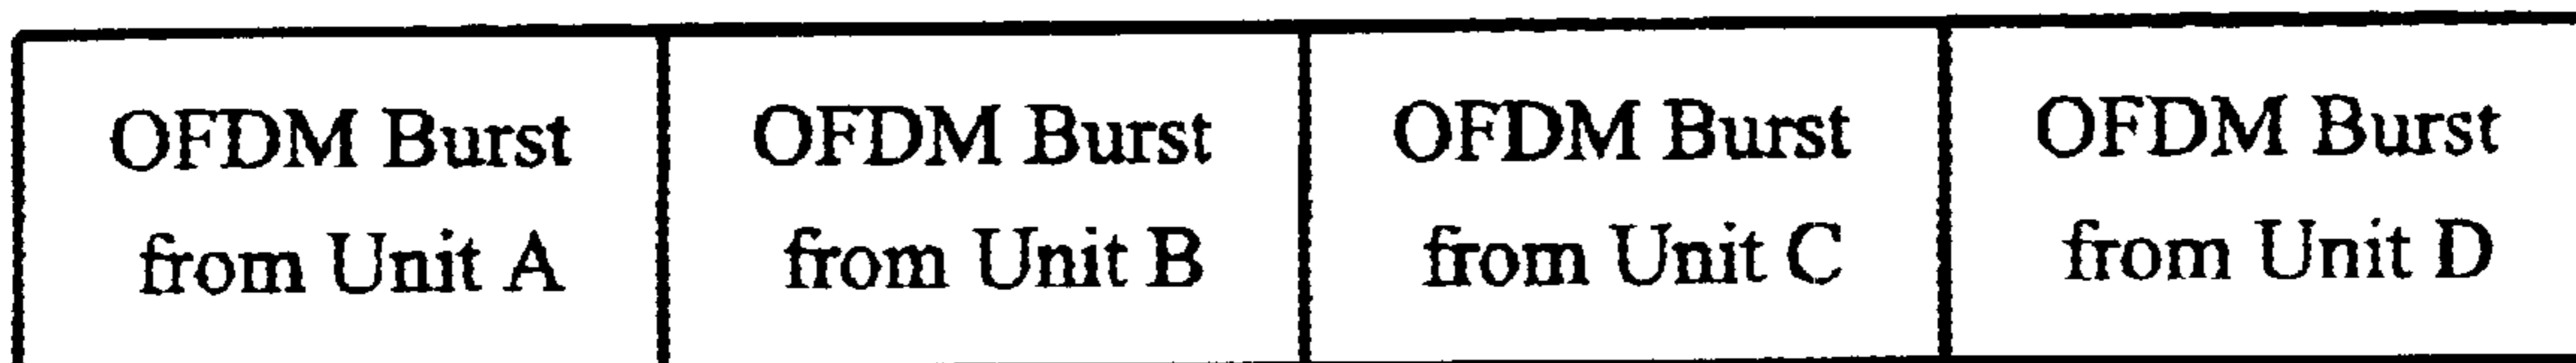 OFDM Burst
from Unit A
OFDM Burst
from Unit B
OFDM Burst
from Unit C
OFDM Burst
from Unit D